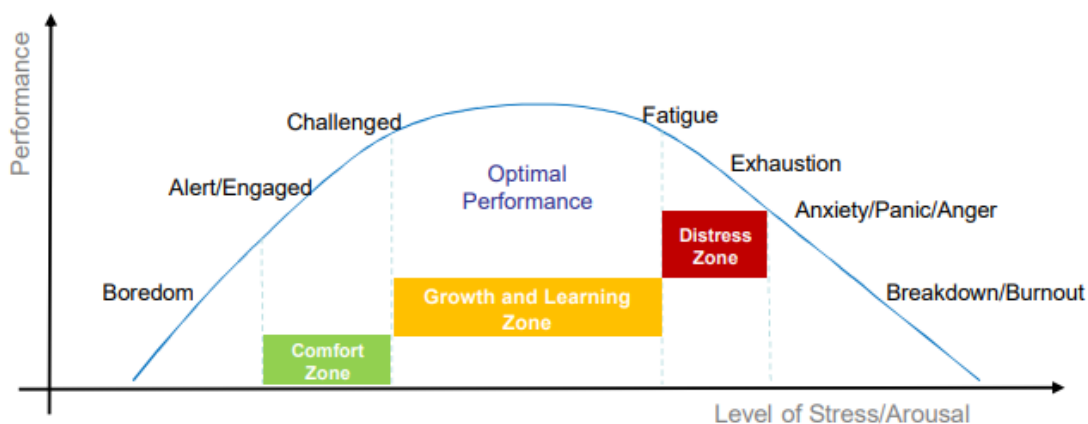 Performance
Challenged
Fatigue
Alert/Engaged
Optimal
Performance
Exhaustion
Distress
Zone
Anxiety/Panic/Anger
Boredom
Growth and Learning
Zone
Breakdown/Burnout
Comfort
Zone
Level of Stress/Arousal